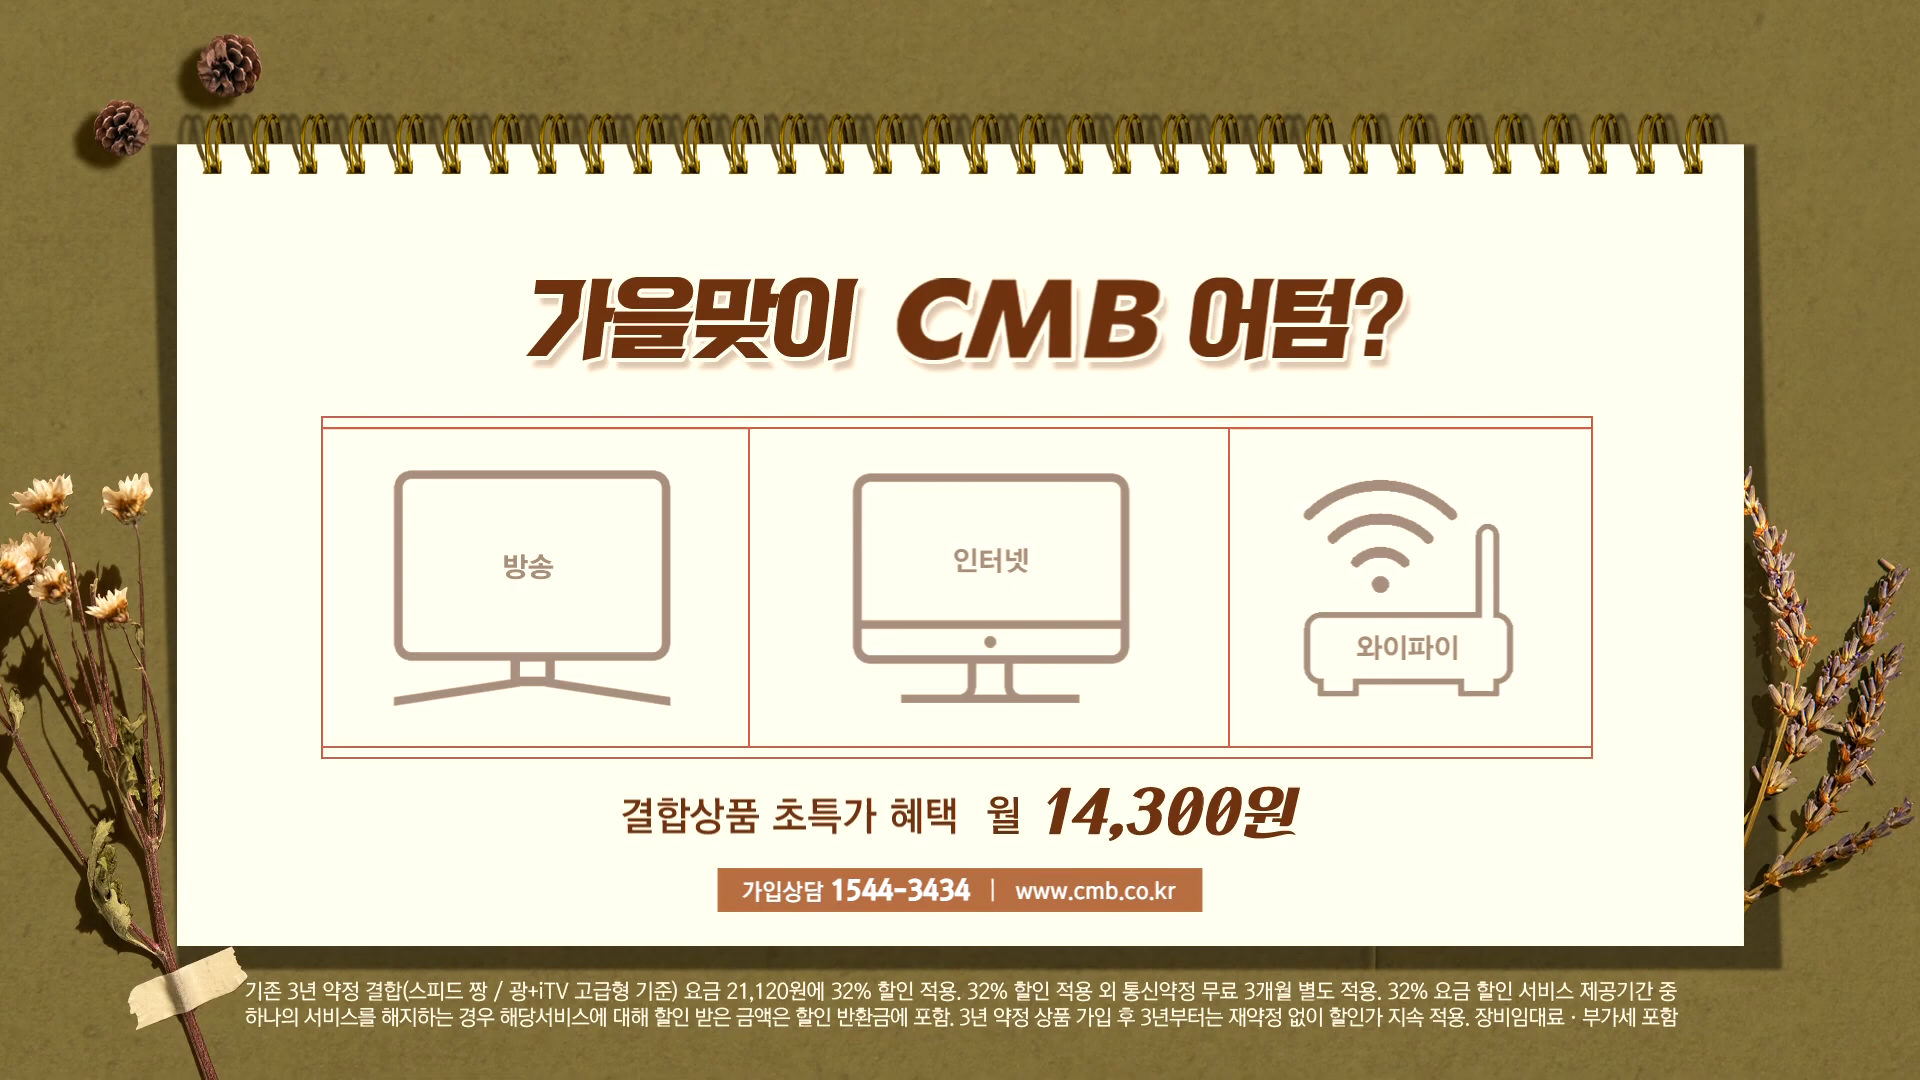 가을맞이 CMB 어텀?
방송
인터넷
와이파이
결합상품 초특가 혜택 월 14,300원
가입상담 1544-3434 | www.cmb.co.kr
기존 3년 약정 결합(스피드 짱 / 광+iTV 고급형 기준) 요금 21,120원에 32% 할인 적용. 32% 할인 적용 외 통신약정 무료 3개월 별도 적용. 32% 요금 할인 서비스 제공기간 중
하나의 서비스를 해지하는 경우 해당서비스에 대해 할인 받은 금액은 할인 반환금에 포함. 3년 약정 상품 가입 후 3년부터는 재약정 없이 할인가 지속 적용. 장비임대료 · 부가세 포함